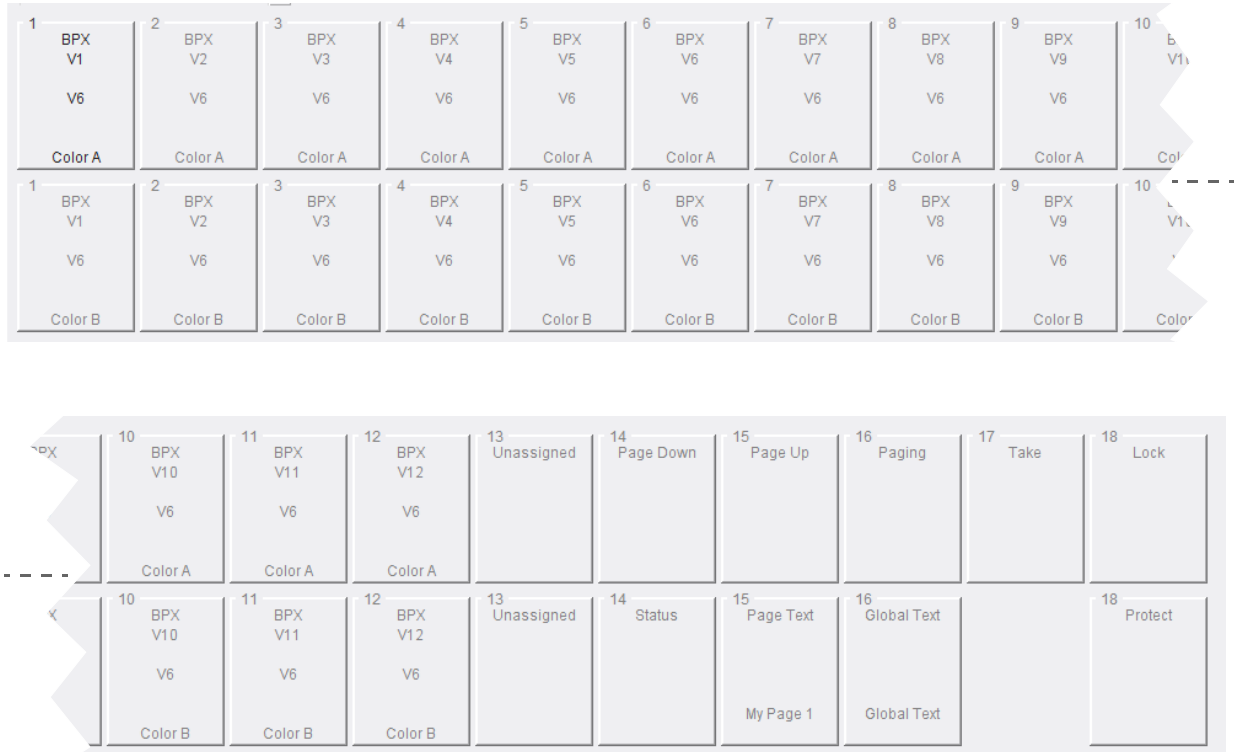 1 2 3 4 5 6 7 8 9 10
BPX BPX BPX BPX BPX BPX BPX BPX BPX
V1 V2 V3 V4 V5 V6 V7 V8 V9
V6 V6 V6 V6 V6 V6 V6 V6 V6
Color A Color A Color A Color A Color A Color A Color A Color A Color A
1 2 3 4 5 6 7 8 9 10
BPX BPX BPX BPX BPX BPX BPX BPX BPX
V1 V2 V3 V4 V5 V6 V7 V8 V9
V6 V6 V6 V6 V6 V6 V6 V6 V6
Color B Color B Color B Color B Color B Color B Color B Color B Color B
10 11 12 13 14 15 16 17 18
BPX BPX BPX Unassigned Page Down Page Up Paging Take Lock
V10 V11 V12
V6 V6 V6
Color A Color A Color A
10 11 12 13 14 15 16 18
BPX BPX BPX Unassigned Status Page Text Global Text Protect
V10 V11 V12
V6 V6 V6
My Page 1 Global Text
Color B Color B Color B